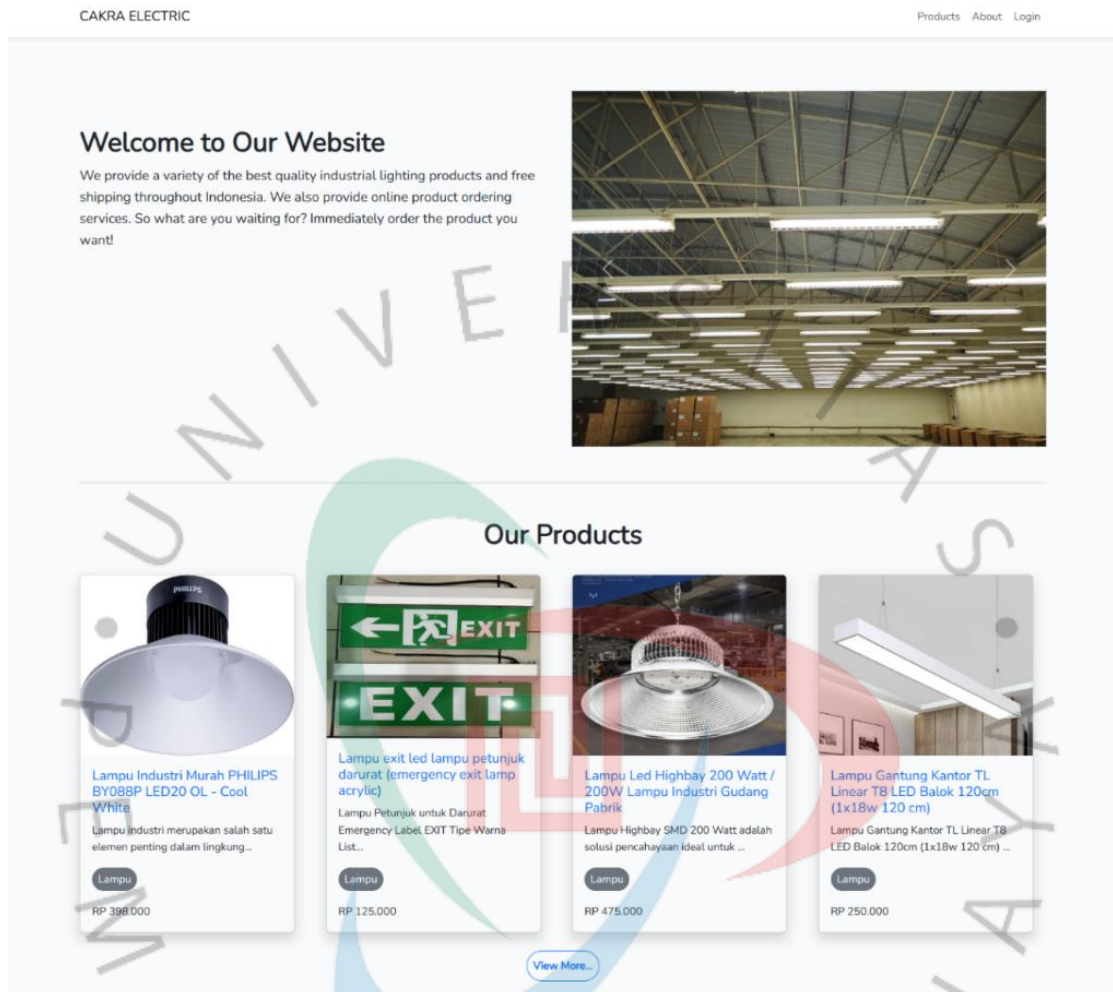 CAKRA ELECTRIC
Products About Login
Welcome to Our Website
We provide a variety of the best quality industrial lighting products and free
shipping throughout Indonesia. We also provide online product ordering
services. So what are you waiting for? Immediately order the product you
want!
UNIVERSITAS
Our Products
PHILIPS
EXIT
EXIT
Lampu Industri Murah PHILIPS
BY088P LED20 OL - Cool
White
Lampu industri merupakan salah satu
elemen penting dalam lingkung...
Lampu
RP 398.000
Lampu exit led lampu petunjuk
darurat (emergency exit lamp
acrylic)
Lampu Petunjuk untuk Darurat
Emergency Label EXIT Tipe Warna
List...
Lampu
RP 125.000
Lampu Led Highbay 200 Watt /
200W Lampu Industri Gudang
Pabrik
Lampu Highbay SMD 200 Watt adalah
solusi pencahayaan ideal untuk ...
Lampu
RP 475.000
Lampu Gantung Kantor TL
Linear T8 LED Balok 120cm
(1x18w 120 cm)
Lampu Gantung Kantor TL Linear T8
LED Balok 120cm (1x18w 120 cm) ...
Lampu
RP 250.000
View More...